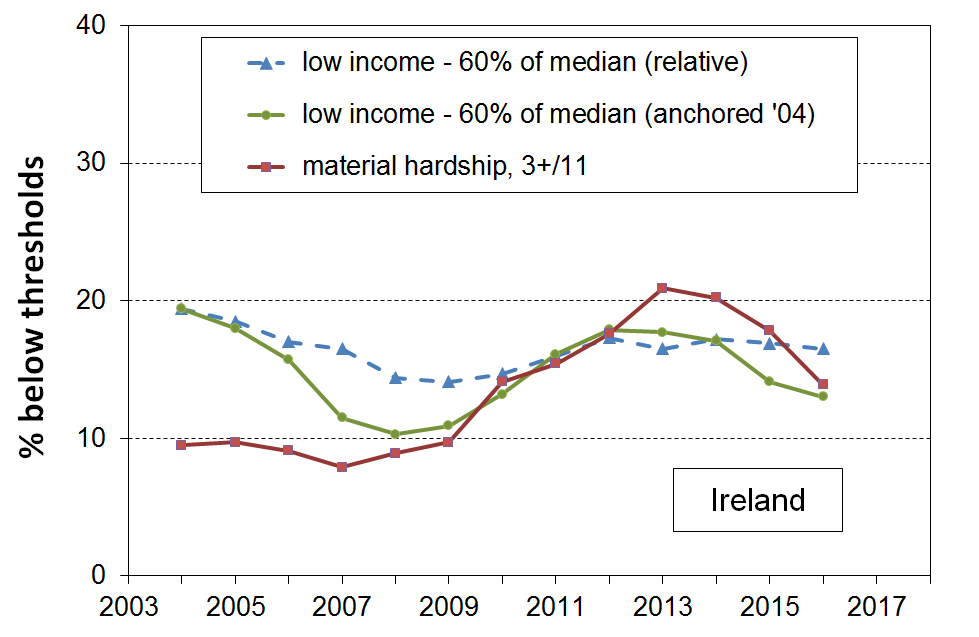 40
low income - 60% of median (relative)
low income - 60% of median (anchored '04)
30
material hardship, 3+/11
% below thresholds
20
10
Ireland
0
2003 2005 2007 2009 2011 2013 2015 2017